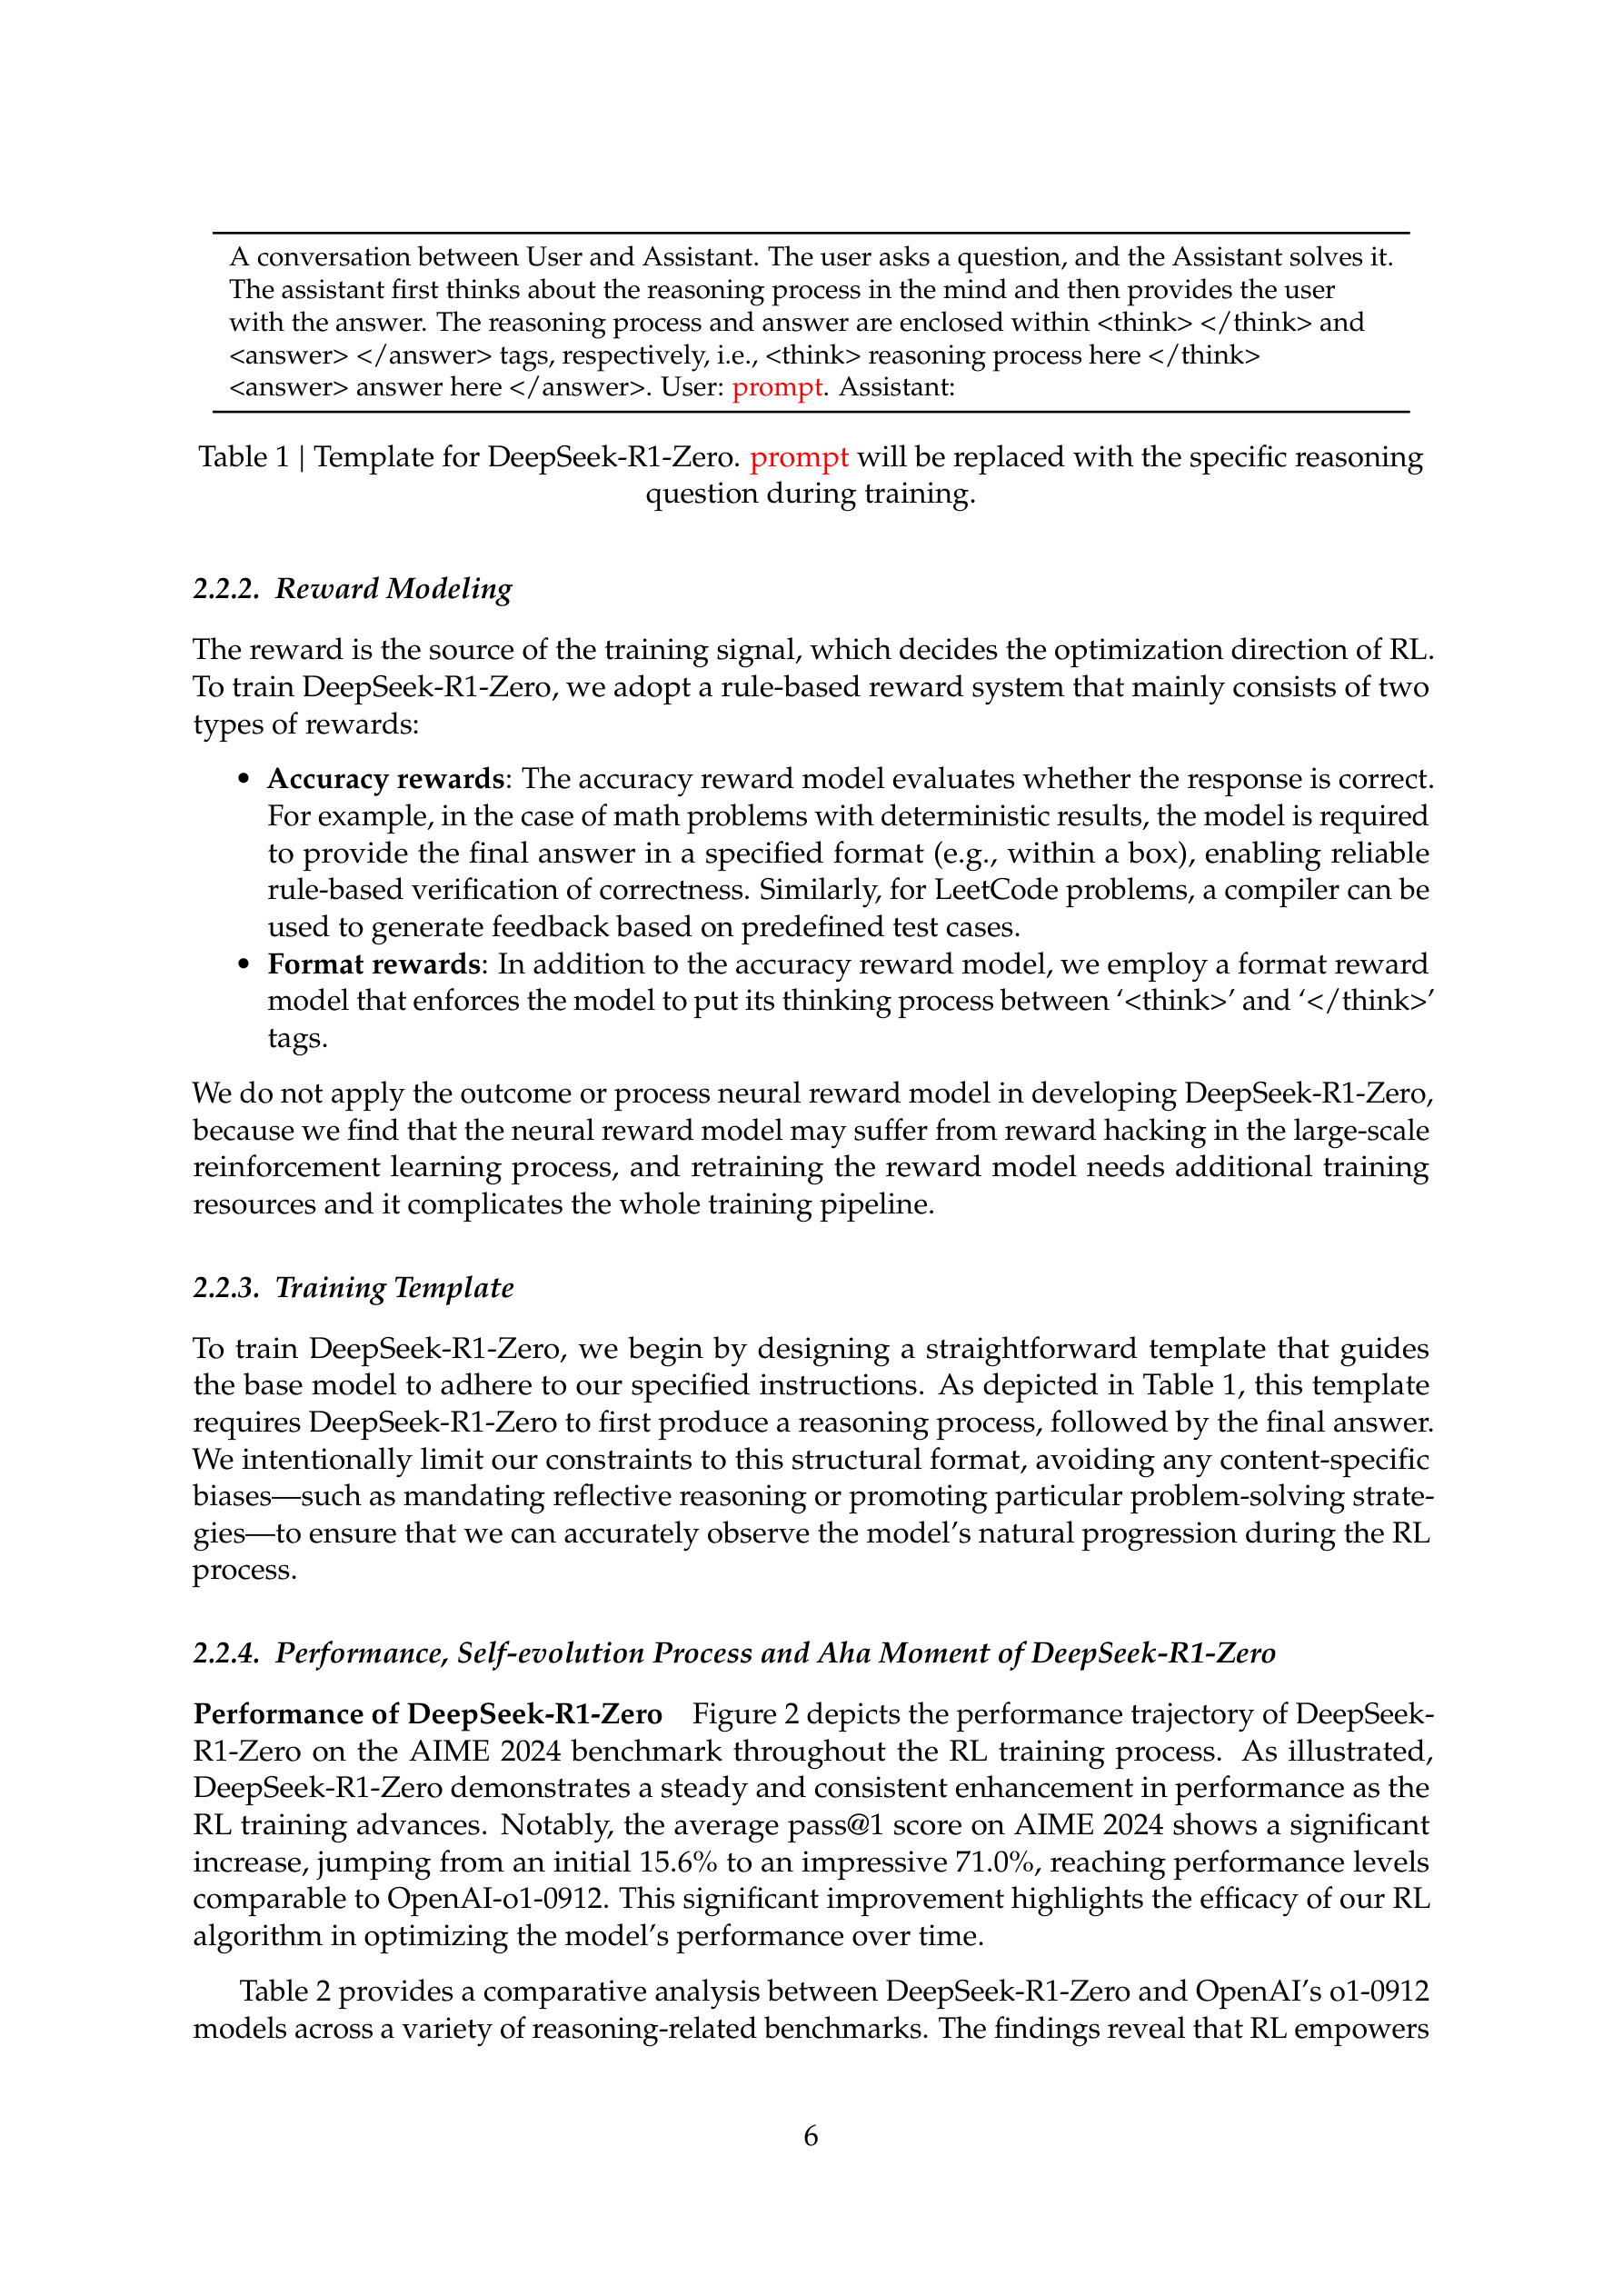 A conversation between User and Assistant. The user asks a question, and the Assistant solves it.
The assistant first thinks about the reasoning process in the mind and then provides the user
with the answer. The reasoning process and answer are enclosed within <think> </think> and
<answer> </answer> tags, respectively, i.e., <think> reasoning process here </think>
<answer> answer here </answer>. User: prompt. Assistant:
Table 1 | Template for DeepSeek-R1-Zero. prompt will be replaced with the specific reasoning
question during training.
2.2.2. Reward Modeling
The reward is the source of the training signal, which decides the optimization direction of RL.
To train DeepSeek-R1-Zero, we adopt a rule-based reward system that mainly consists of two
types of rewards:
• Accuracy rewards: The accuracy reward model evaluates whether the response is correct.
For example, in the case of math problems with deterministic results, the model is required
to provide the final answer in a specified format (e.g., within a box), enabling reliable
rule-based verification of correctness. Similarly, for LeetCode problems, a compiler can be
used to generate feedback based on predefined test cases.
• Format rewards: In addition to the accuracy reward model, we employ a format reward
model that enforces the model to put its thinking process between ‘<think>’ and ‘</think>’
tags.
We do not apply the outcome or process neural reward model in developing DeepSeek-R1-Zero,
because we find that the neural reward model may suffer from reward hacking in the large-scale
reinforcement learning process, and retraining the reward model needs additional training
resources and it complicates the whole training pipeline.
2.2.3. Training Template
To train DeepSeek-R1-Zero, we begin by designing a straightforward template that guides
the base model to adhere to our specified instructions. As depicted in Table 1, this template
requires DeepSeek-R1-Zero to first produce a reasoning process, followed by the final answer.
We intentionally limit our constraints to this structural format, avoiding any content-specific
biases—such as mandating reflective reasoning or promoting particular problem-solving strate-
gies—to ensure that we can accurately observe the model’s natural progression during the RL
process.
2.2.4. Performance, Self-evolution Process and Aha Moment of DeepSeek-R1-Zero
Performance of DeepSeek-R1-Zero Figure 2 depicts the performance trajectory of DeepSeek-
R1-Zero on the AIME 2024 benchmark throughout the RL training process. As illustrated,
DeepSeek-R1-Zero demonstrates a steady and consistent enhancement in performance as the
RL training advances. Notably, the average pass@1 score on AIME 2024 shows a significant
increase, jumping from an initial 15.6% to an impressive 71.0%, reaching performance levels
comparable to OpenAI-o1-0912. This significant improvement highlights the efficacy of our RL
algorithm in optimizing the model’s performance over time.
Table 2 provides a comparative analysis between DeepSeek-R1-Zero and OpenAI’s o1-0912
models across a variety of reasoning-related benchmarks. The findings reveal that RL empowers
6